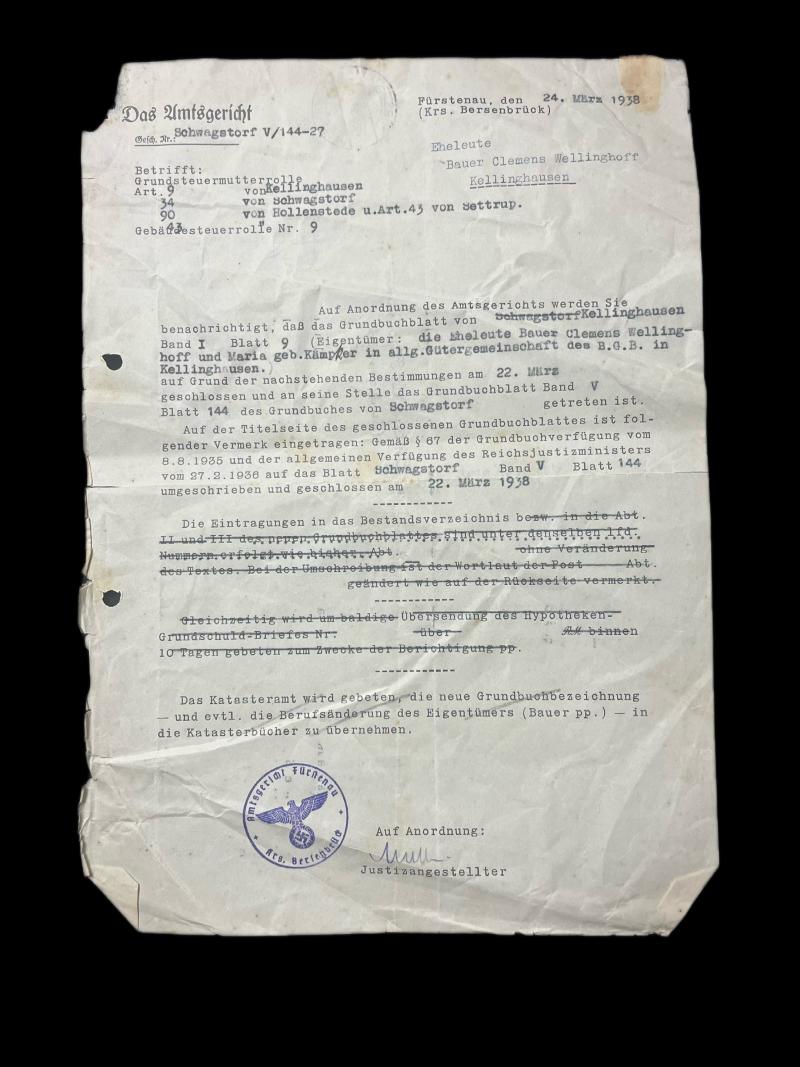 Das Amtsgericht
Gesch. Nr.: Schwagstorf V/144-27
Fürstenau, den 24. März 1938
(Krs. Bersenbrück)
Eheleute
Bauer Clemens Wellinghoff
Kellinghausen
Betrifft:
Grundsteuermutterrolle
Art. 9 von Kellinghausen
34 von Schwagstorf
90 von Hollenstede u.Art.43 von Settrup.
43
Gebäudesteuerrolle Nr. 9
Auf Anordnung des Amtsgerichts werden Sie
benachrichtigt, daß das Grundbuchblatt von Schwagstorf Kellinghausen
Band I Blatt 9 (Eigentümer: die Eheleute Bauer Clemens Welling-
hoff und Maria geb.Kämpker in allg.Gütergemeinschaft des B.G.B. in
Kellinghausen.)
auf Grund der nachstehenden Bestimmungen am 22. März
geschlossen und an seine Stelle das Grundbuchblatt Band V
Blatt 144 des Grundbuches von Schwagstorf getreten ist.
Auf der Titelseite des geschlossenen Grundbuchblattes ist fol-
gender Vermerk eingetragen: Gemäß § 67 der Grundbuchverfügung vom
8.8.1935 und der allgemeinen Verfügung des Reichsjustizministers
vom 27.2.1936 auf das Blatt Schwagstorf Band V Blatt 144
umgeschrieben und geschlossen am 22. März 1938
Die Eintragungen in das Bestandsverzeichnis bezw. in die Abt.
II und III des Grundbuchblattes sind unter denselben lfd.
Nummern erfolgt wie bisher. Abt. ohne Veränderung
des Textes. Bei der Umschreibung ist der Wortlaut der Post Abt.
geändert wie auf der Rückseite vermerkt.
Gleichzeitig wird um baldige Übersendung des Hypotheken-
Grundschuld-Briefes Nr. über RM binnen
10 Tagen gebeten zum Zwecke der Berichtigung pp.
Das Katasteramt wird gebeten, die neue Grundbuchbezeichnung
— und evtl. die Berufsänderung des Eigentümers (Bauer pp.) — in
die Katasterbücher zu übernehmen.
Amtsgericht Fürstenau
Krs. Bersenbrück
Auf Anordnung:
Justizangestellter